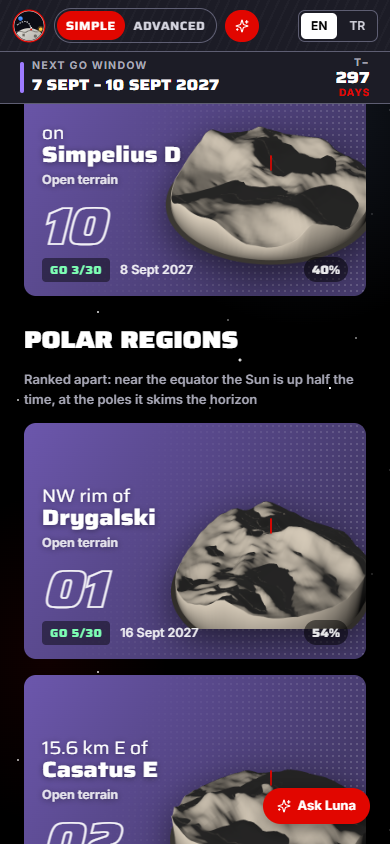 SIMPLE
ADVANCED
EN
TR
NEXT GO WINDOW
7 SEPT – 10 SEPT 2027
T−
297
DAYS
on
Simpelius D
Open terrain
10
GO 3/30
8 Sept 2027
40%
POLAR REGIONS
Ranked apart: near the equator the Sun is up half the
time, at the poles it skims the horizon
NW rim of
Drygalski
Open terrain
01
GO 5/30
16 Sept 2027
54%
15.6 km E of
Casatus E
Open terrain
02
Ask Luna